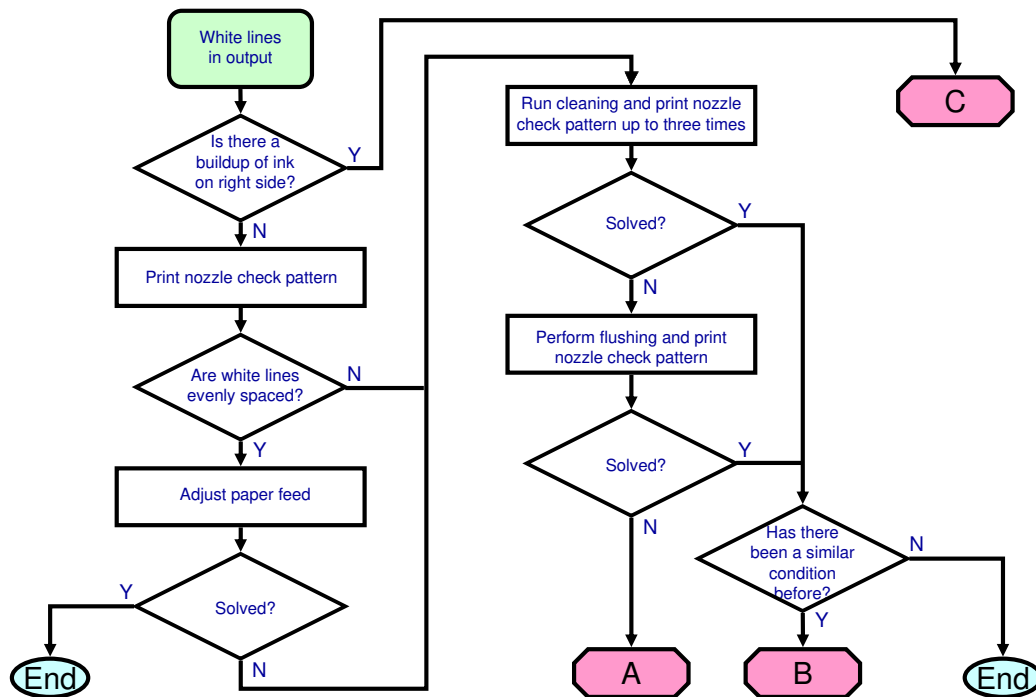 White lines
in output
Is there a
buildup of ink
on right side?
Y
N
Print nozzle check pattern
Are white lines
evenly spaced?
N
Y
Adjust paper feed
Solved?
Y
N
End
Run cleaning and print nozzle
check pattern up to three times
Solved?
Y
N
Perform flushing and print
nozzle check pattern
Solved?
Y
N
A
Has there
been a similar
condition
before?
N
Y
B
End
C